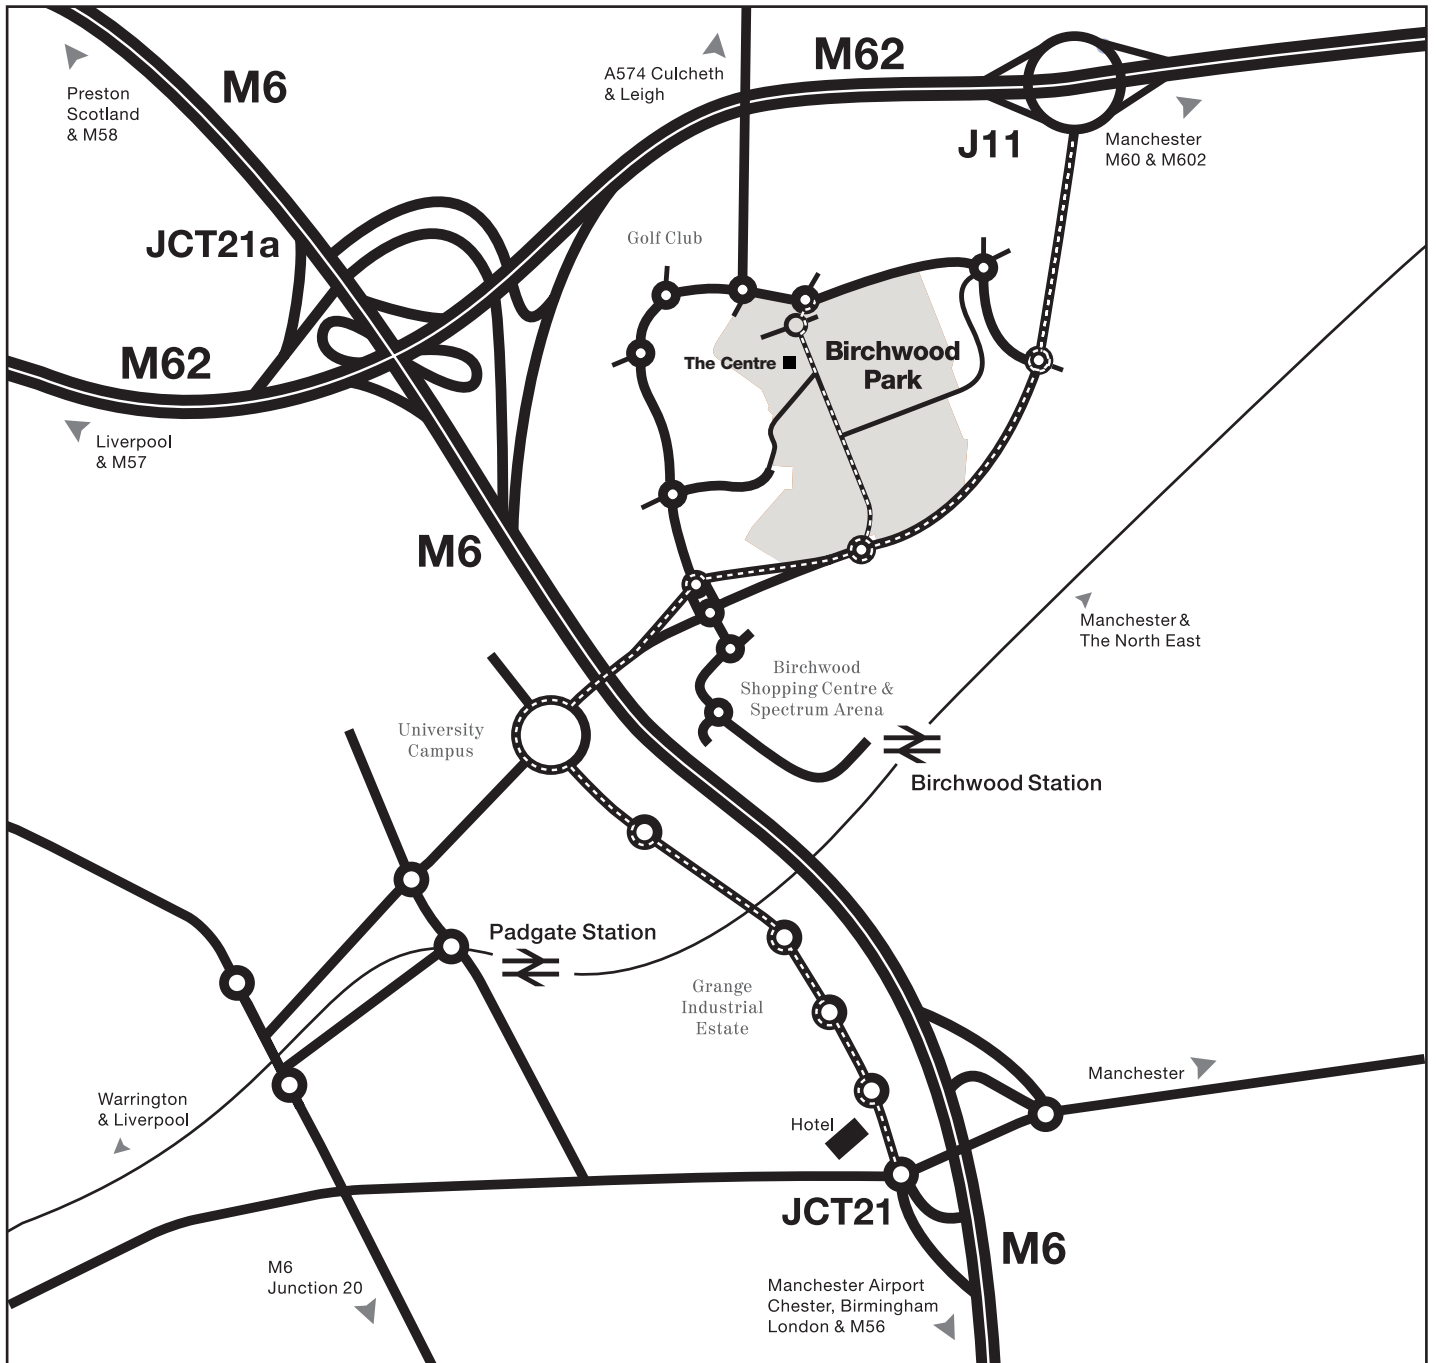 M62
M6
A574 Culcheth
& Leigh
Preston
Scotland
& M58
J11
Manchester
M60 & M602
JCT21a
Golf Club
M62
The Centre
Birchwood
Park
Liverpool
& M57
M6
Manchester &
The North East
Birchwood
Shopping Centre &
Spectrum Arena
University
Campus
Birchwood Station
Padgate Station
Grange
Industrial
Estate
Manchester
Warrington
& Liverpool
Hotel
JCT21
M6
M6
Junction 20
Manchester Airport
Chester, Birmingham
London & M56